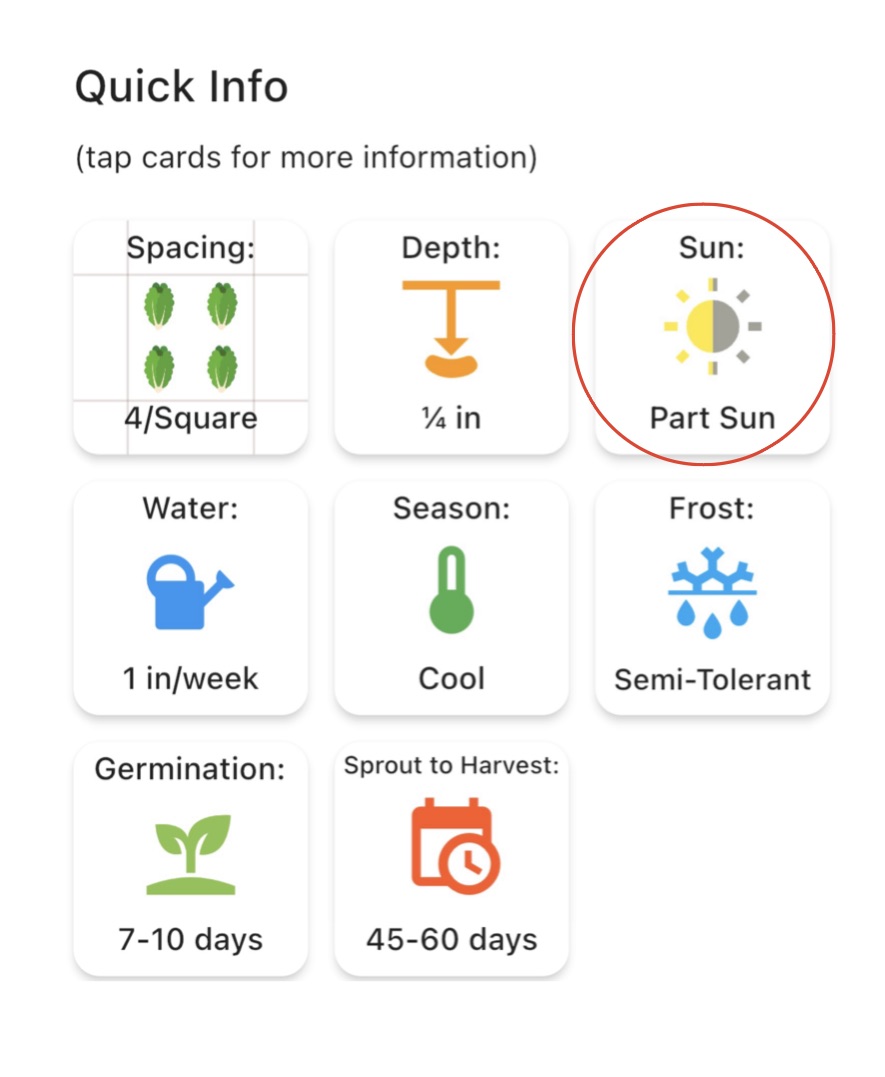 Quick Info
(tap cards for more information)
Spacing:
4/Square
Depth:
¼ in
Sun:
Part Sun
Water:
1 in/week
Season:
Cool
Frost:
Semi-Tolerant
Germination:
7-10 days
Sprout to Harvest:
45-60 days